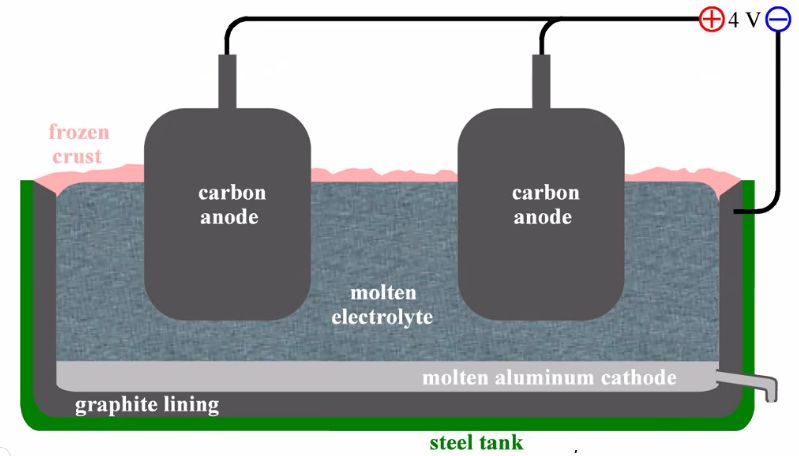 + 4 V −
frozen
crust
carbon
anode
carbon
anode
molten
electrolyte
molten aluminum cathode
graphite lining
steel tank